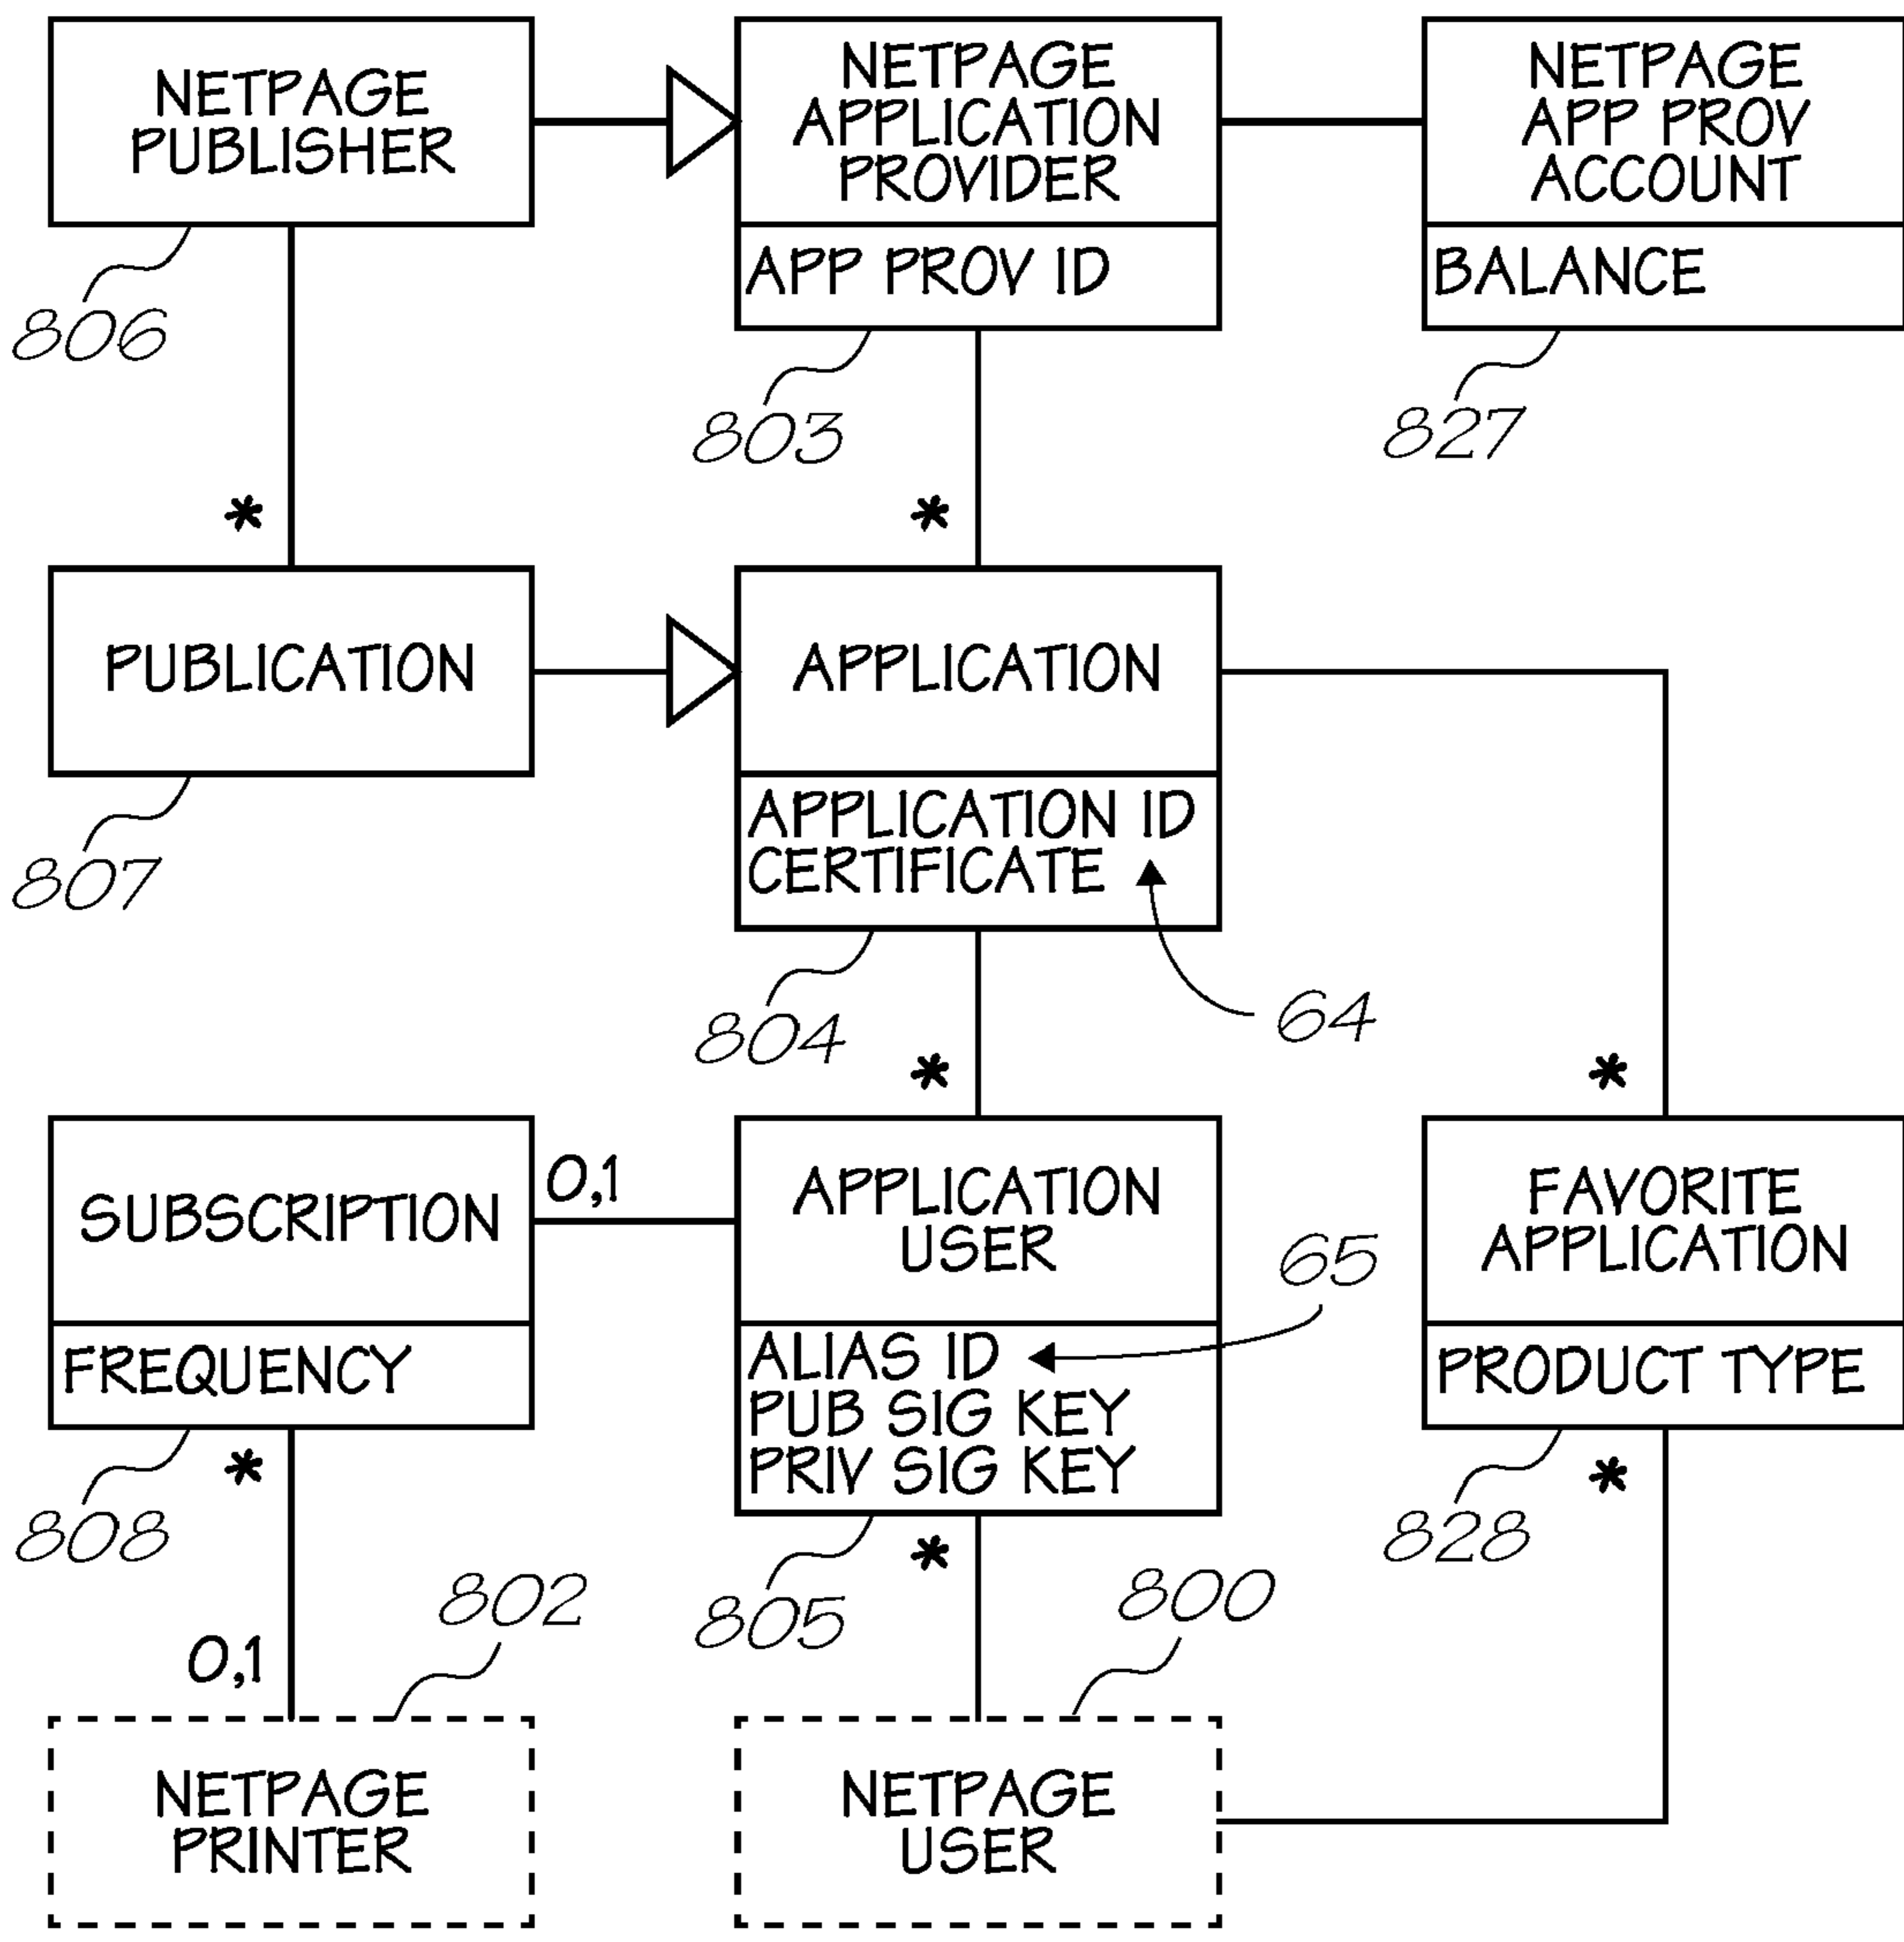 NETPAGE
PUBLISHER
NETPAGE
APPLICATION
PROVIDER
APP PROV ID
NETPAGE
APP PROV
ACCOUNT
BALANCE
806
803
827
*
*
PUBLICATION
APPLICATION
APPLICATION ID
CERTIFICATE
807
804
64
*
*
SUBSCRIPTION
FREQUENCY
0,1
APPLICATION
USER
ALIAS ID
PUB SIG KEY
PRIV SIG KEY
65
FAVORITE
APPLICATION
PRODUCT TYPE
808
*
802
0,1
805
*
800
828
*
NETPAGE
PRINTER
NETPAGE
USER